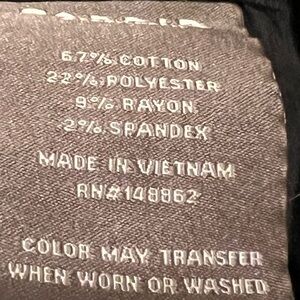 67% COTTON
22% POLYESTER
9% RAYON
2% SPANDEX
MADE IN VIETNAM
RN#148862
COLOR MAY TRANSFER
WHEN WORN OR WASHED